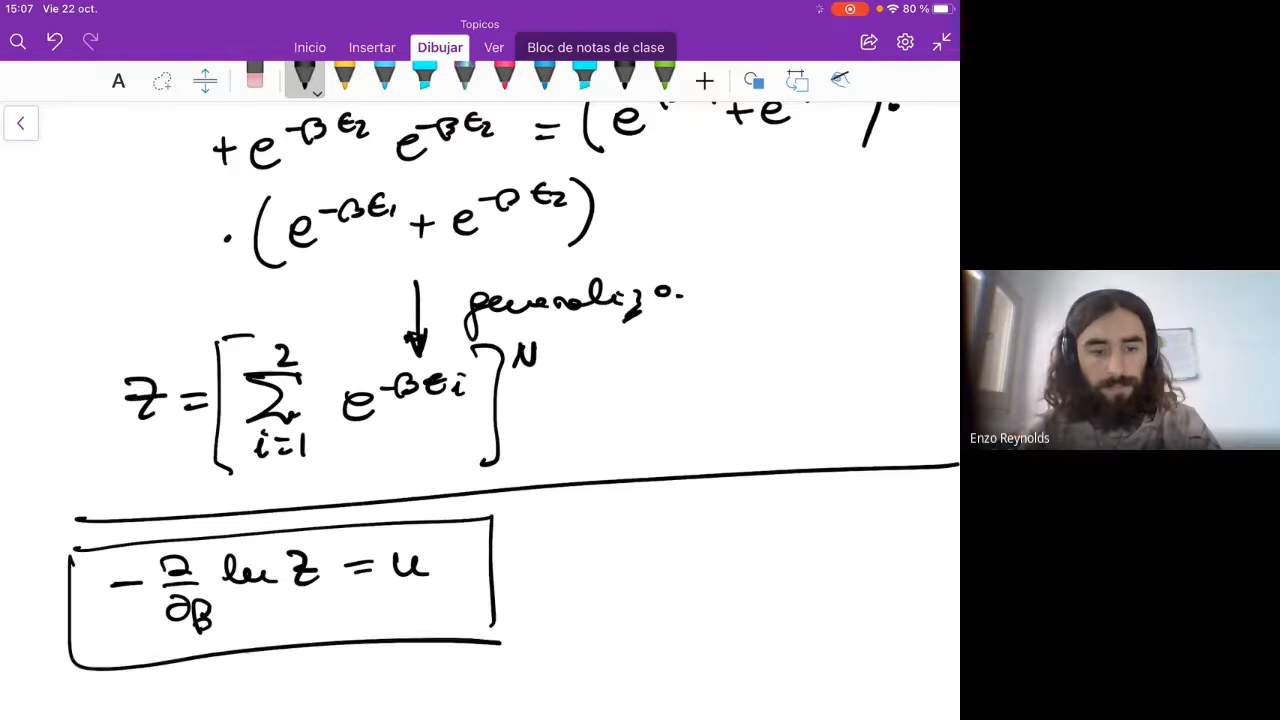 15:07 Vie 22 oct.
80 %
Topicos
Inicio Insertar Dibujar Ver Bloc de notas de clase
A
+ e^{-βε2} e^{-βε2} = (e + e ) ·
· (e^{-βε1} + e^{-βε2})
↓ generalizo.
Z = [ Σ_{i=1}^{2} e^{-βεi} ]^N
- ∂/∂β ln Z = u
Enzo Reynolds